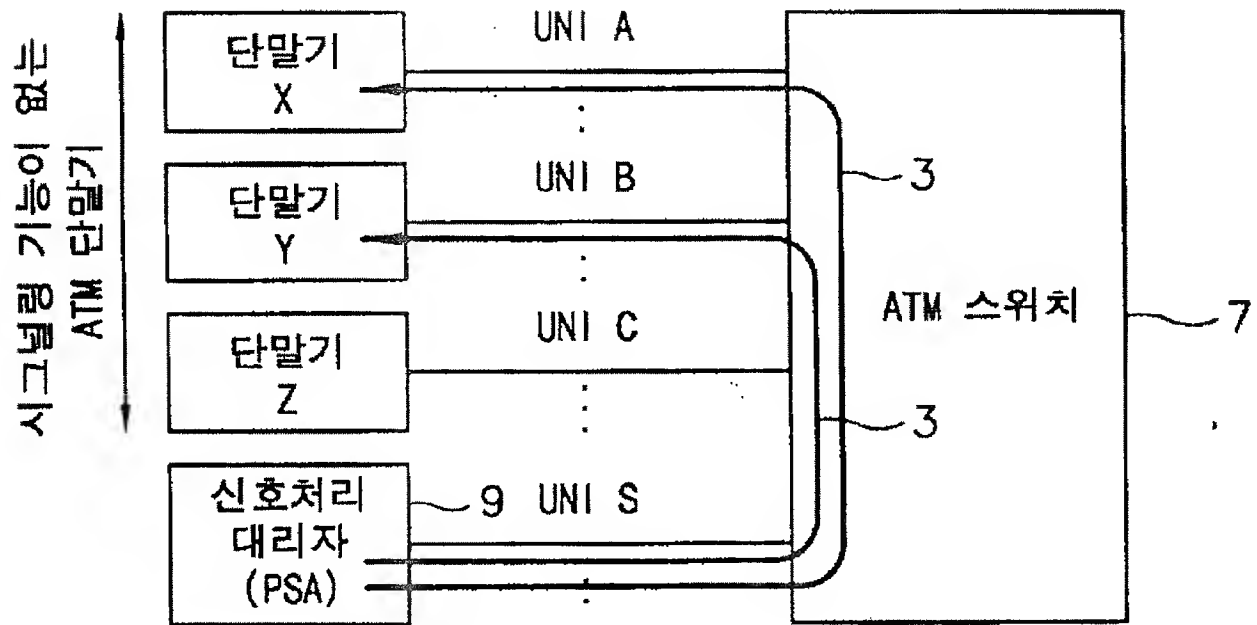 시그널링 기능이 없는
ATM 단말기
단말기
X
UNI A
단말기
Y
UNI B
단말기
Z
UNI C
신호처리
대리자
(PSA)
9
UNI S
3
3
ATM 스위치
7